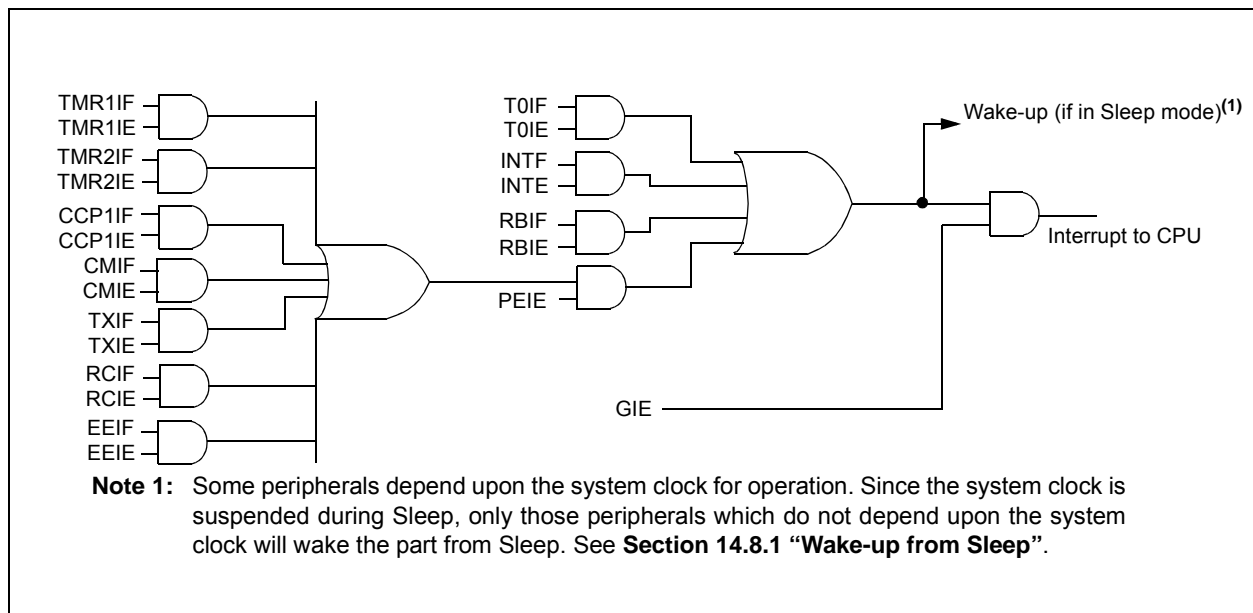 TMR1IF
TMR1IE
TMR2IF
TMR2IE
CCP1IF
CCP1IE
CMIF
CMIE
TXIF
TXIE
RCIF
RCIE
EEIF
EEIE
T0IF
T0IE
INTF
INTE
RBIF
RBIE
PEIE
GIE
Wake-up (if in Sleep mode)(1)
Interrupt to CPU
Note 1: Some peripherals depend upon the system clock for operation. Since the system clock is
suspended during Sleep, only those peripherals which do not depend upon the system
clock will wake the part from Sleep. See Section 14.8.1 “Wake-up from Sleep”.